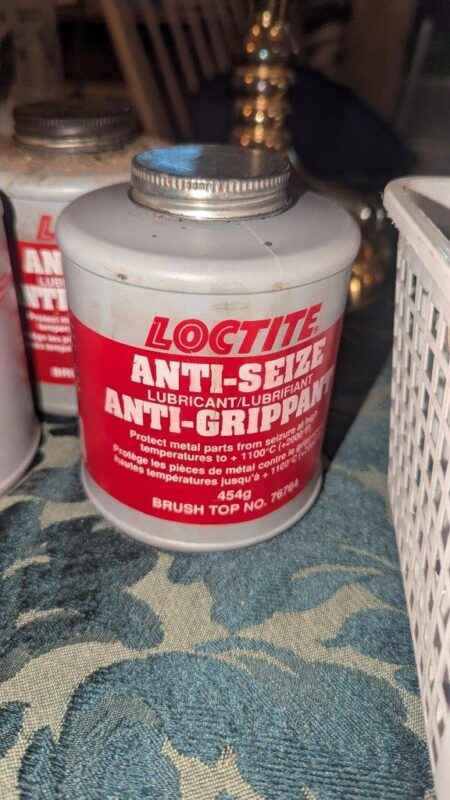 LOCTITE
ANTI-SEIZE
LUBRICANT/LUBRIFIANT
ANTI-GRIPPANT
Protect metal parts from seizure at high
temperatures to + 1100°C (+2000°
Protège les pièces de métal contre le
hautes températures jusqu'à + 1100°C
454g
BRUSH TOP NO. 76764